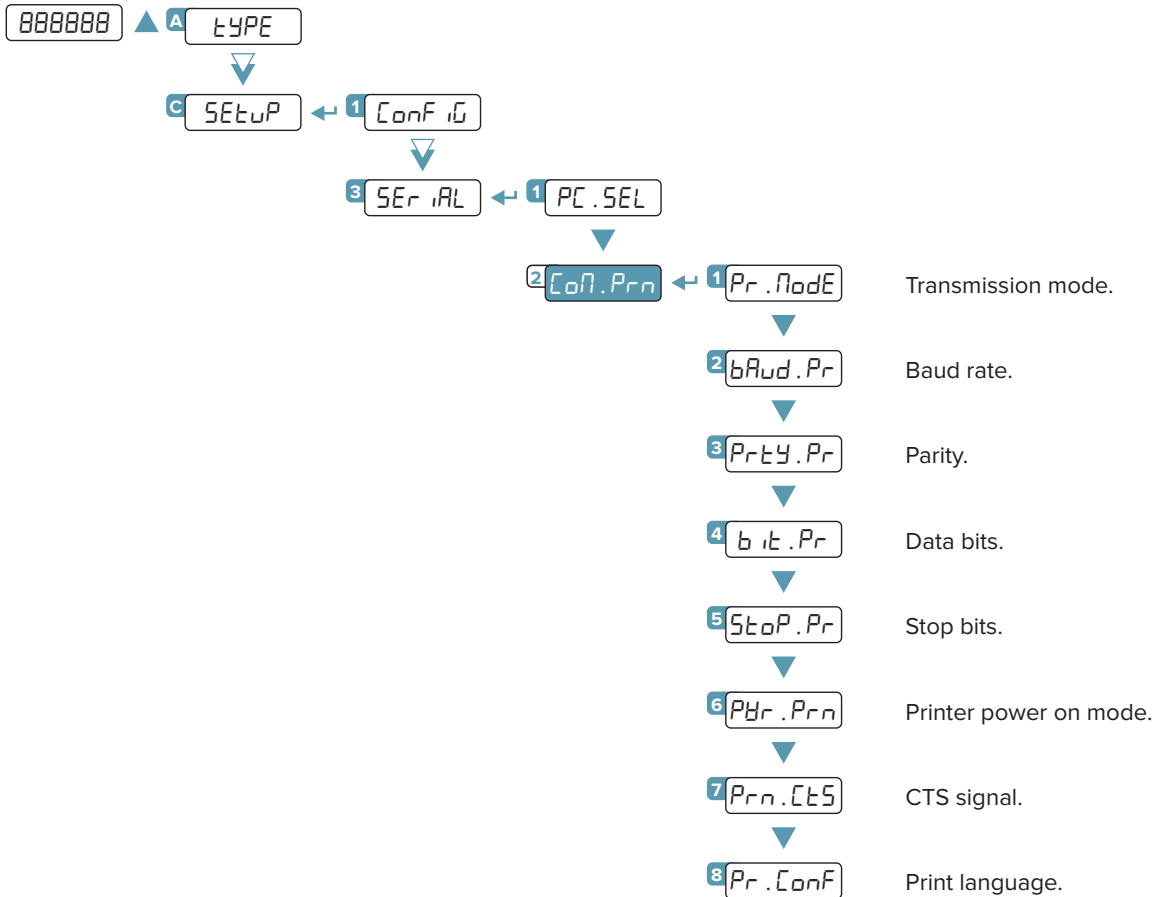 888888 A tYPE
C SEtuP 1 ConFiG
3 SEriAL 1 PC.SEL
2 CoM.Prn 1 Pr.ModE Transmission mode.
2 bAud.Pr Baud rate.
3 PrtY.Pr Parity.
4 bit.Pr Data bits.
5 StoP.Pr Stop bits.
6 PWr.Prn Printer power on mode.
7 Prn.CtS CTS signal.
8 Pr.ConF Print language.